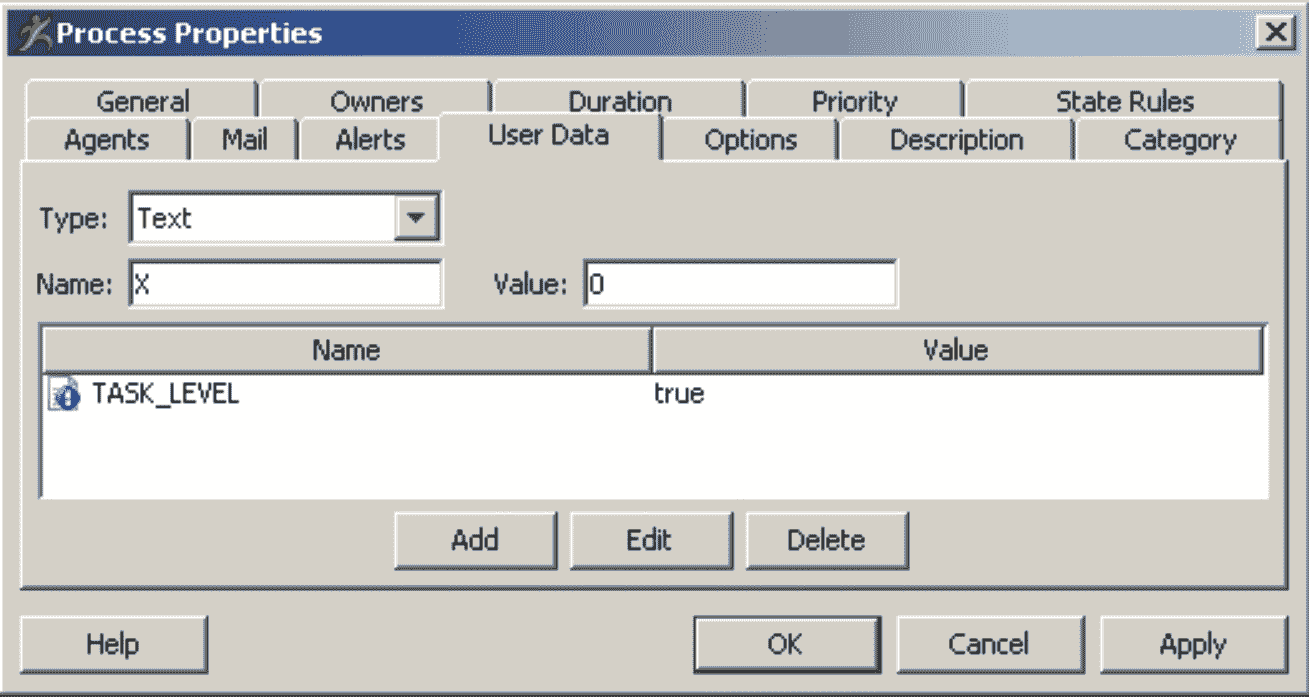 Process Properties
General Owners Duration Priority State Rules
Agents Mail Alerts User Data Options Description Category
Type: Text
Name: X Value: 0
Name Value
TASK_LEVEL true
Add Edit Delete
Help OK Cancel Apply